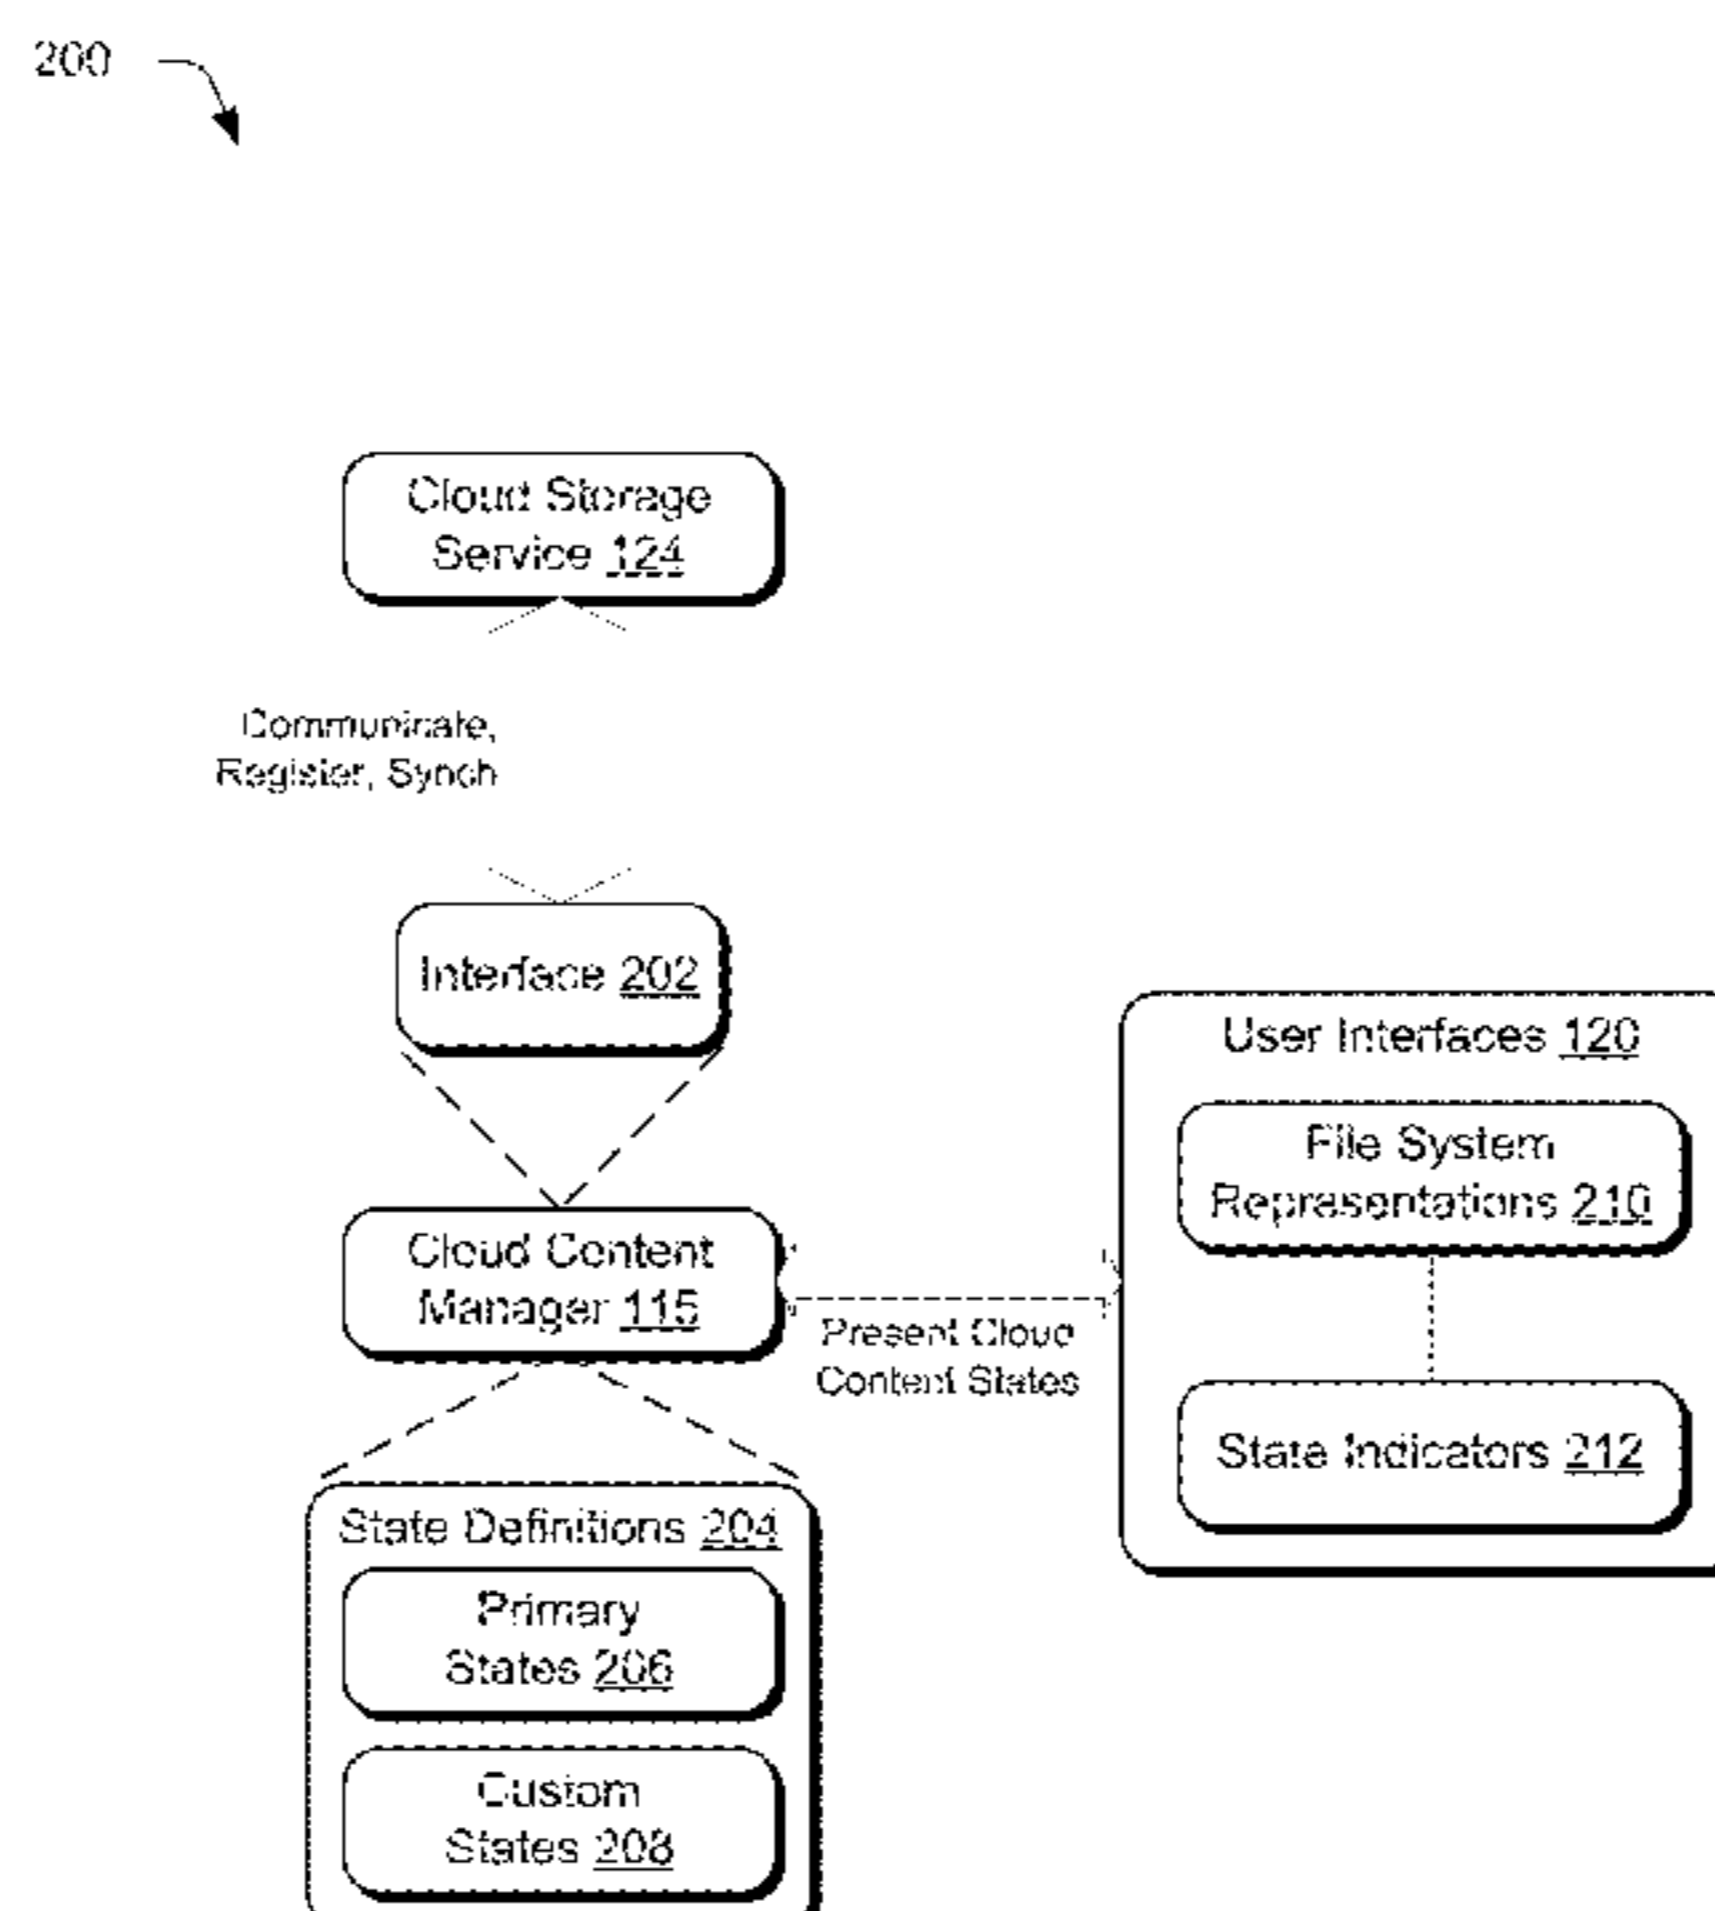 200
Cloud Storage
Service 124
Communicate,
Register, Synch
Interface 202
User Interfaces 120
File System
Representations 210
Cloud Content
Manager 115
Present Cloud
Content States
State Indicators 212
State Definitions 204
Primary
States 206
Custom
States 208